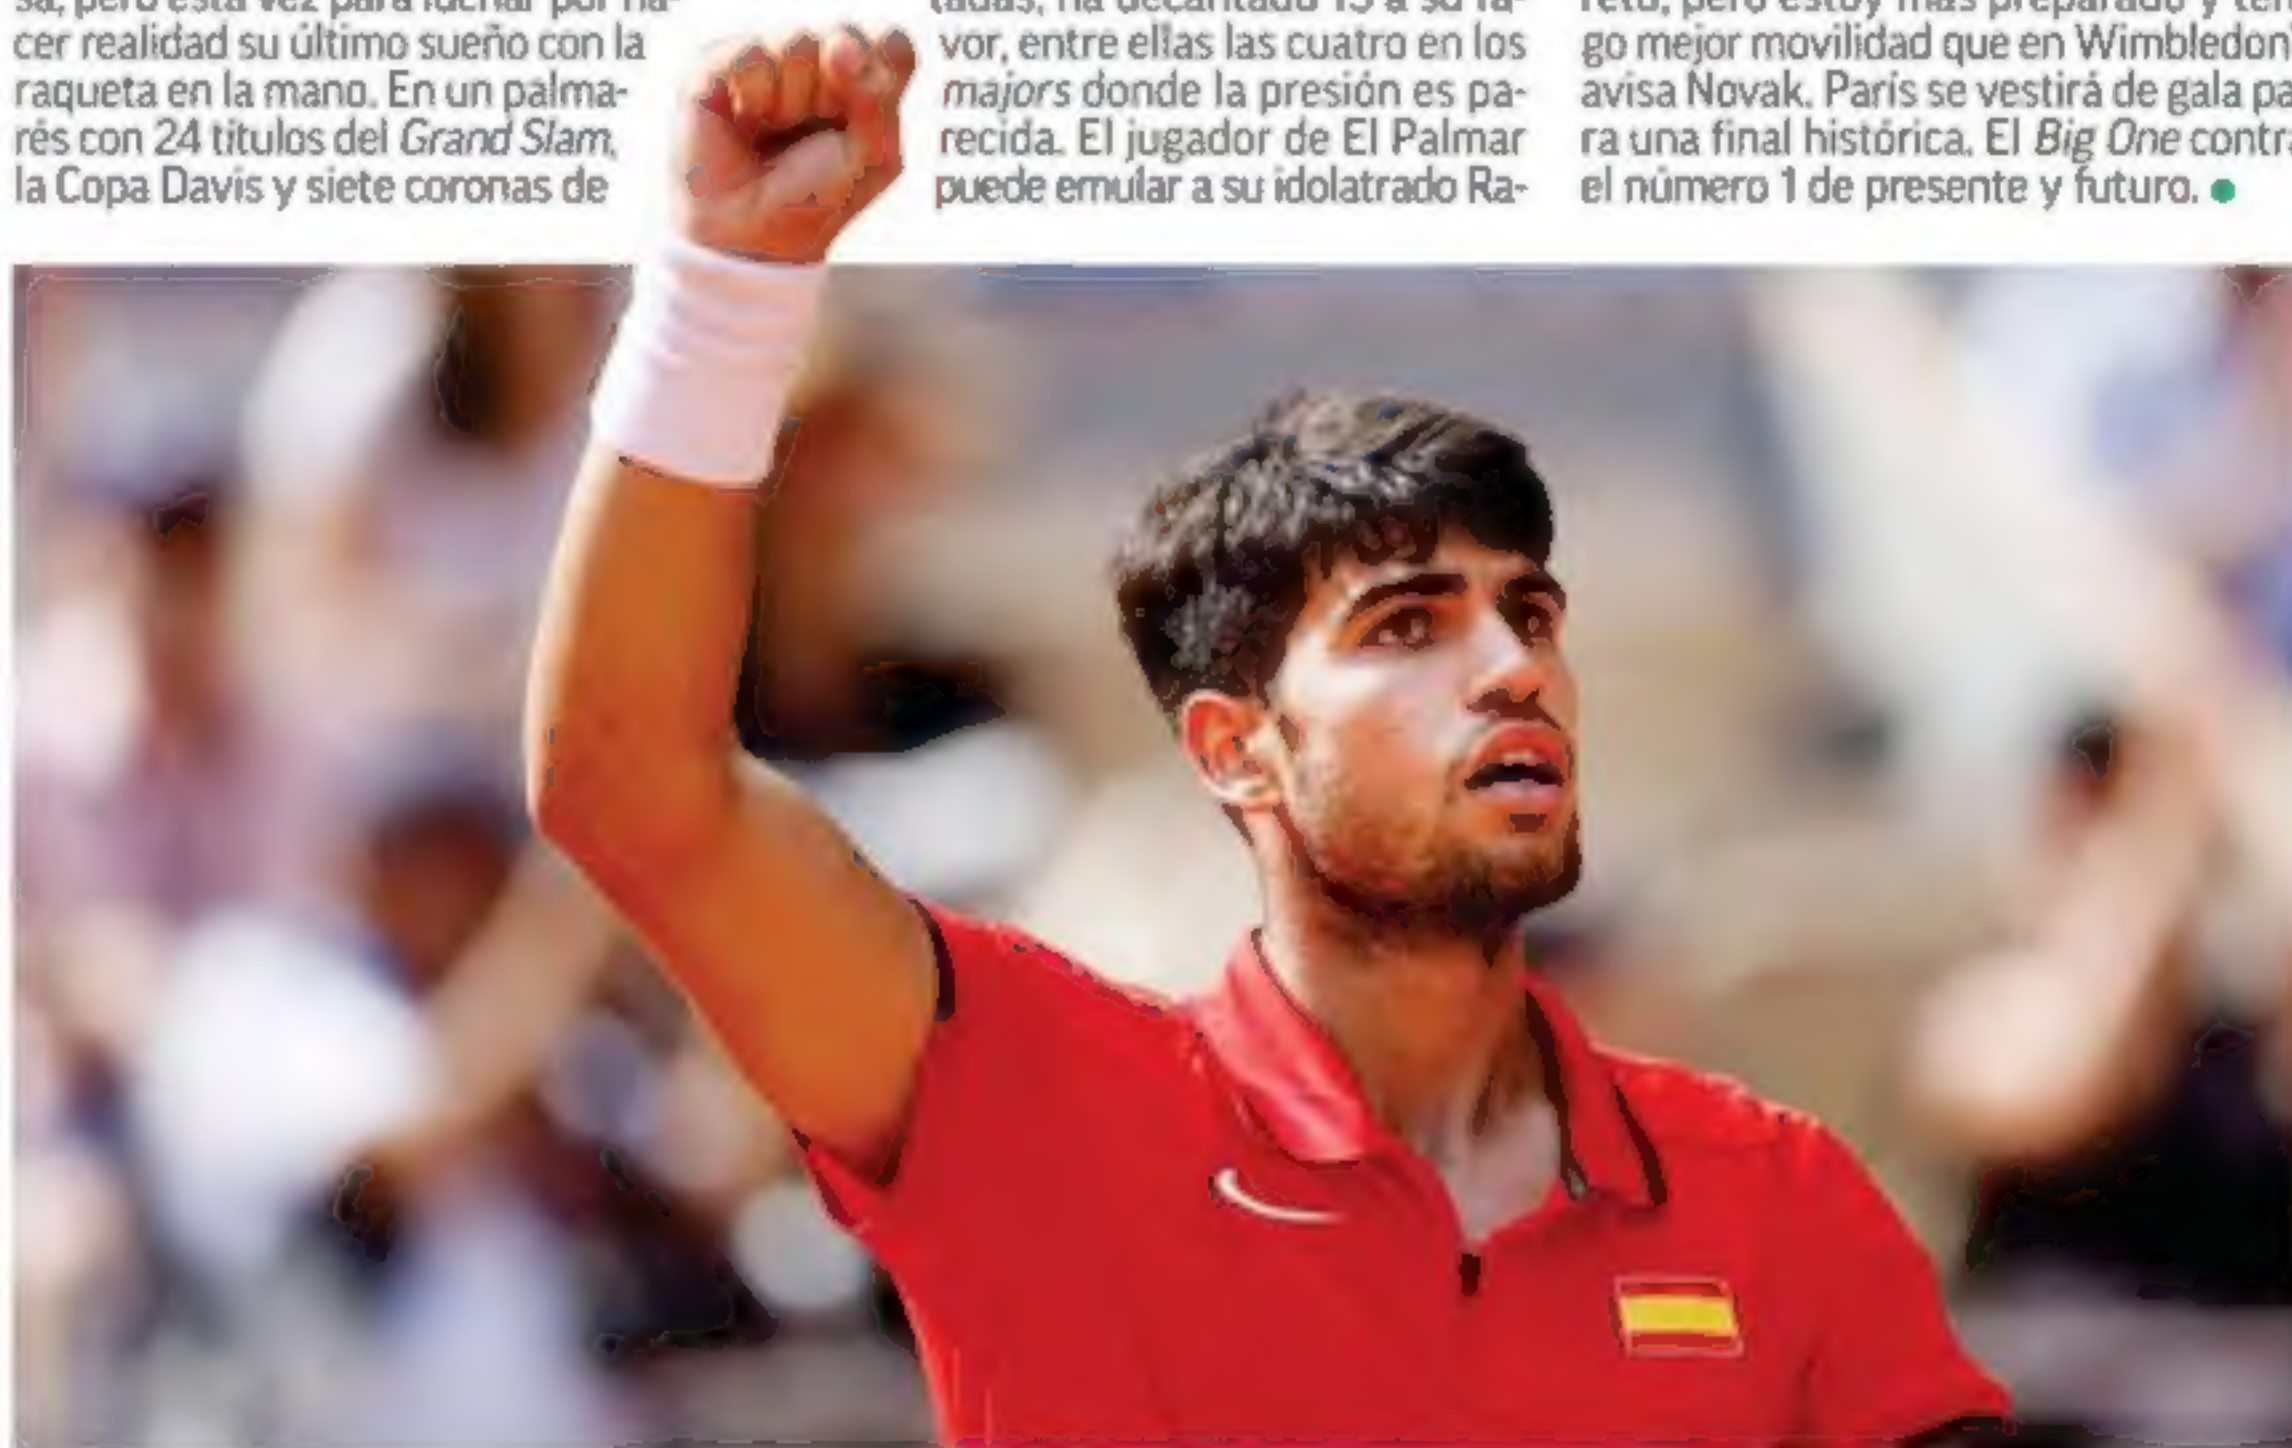 cer realidad su último sueño con la
raqueta en la mano. En un palma-
rés con 24 títulos del Grand Slam,
la Copa Davis y siete coronas de
vor, entre ellas las cuatro en los
majors donde la presión es pa-
recida. El jugador de El Palmar
puede emular a su idolatrado Ra-
go mejor movilidad que en Wimbledon"
avisa Novak. París se vestirá de gala pa-
ra una final histórica. El Big One contra
el número 1 de presente y futuro.